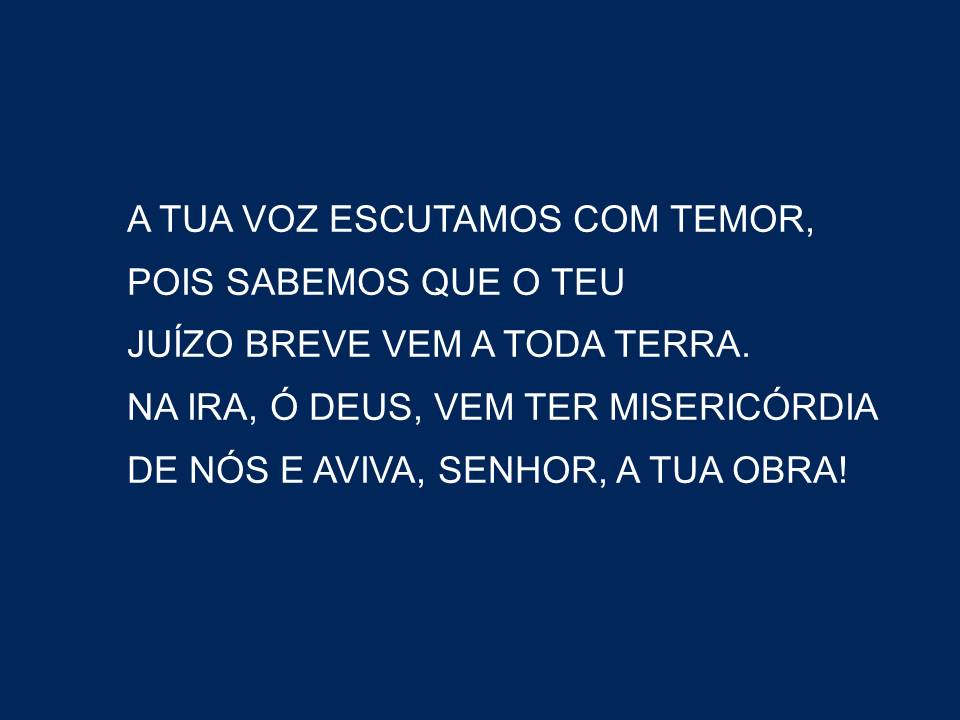 A TUA VOZ ESCUTAMOS COM TEMOR,
POIS SABEMOS QUE O TEU
JUÍZO BREVE VEM A TODA TERRA.
NA IRA, Ó DEUS, VEM TER MISERICÓRDIA
DE NÓS E AVIVA, SENHOR, A TUA OBRA!